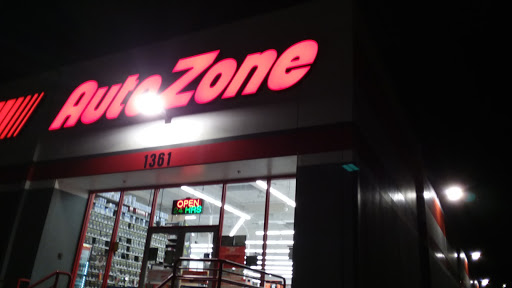 AutoZone
1361
OPEN
24 HRS